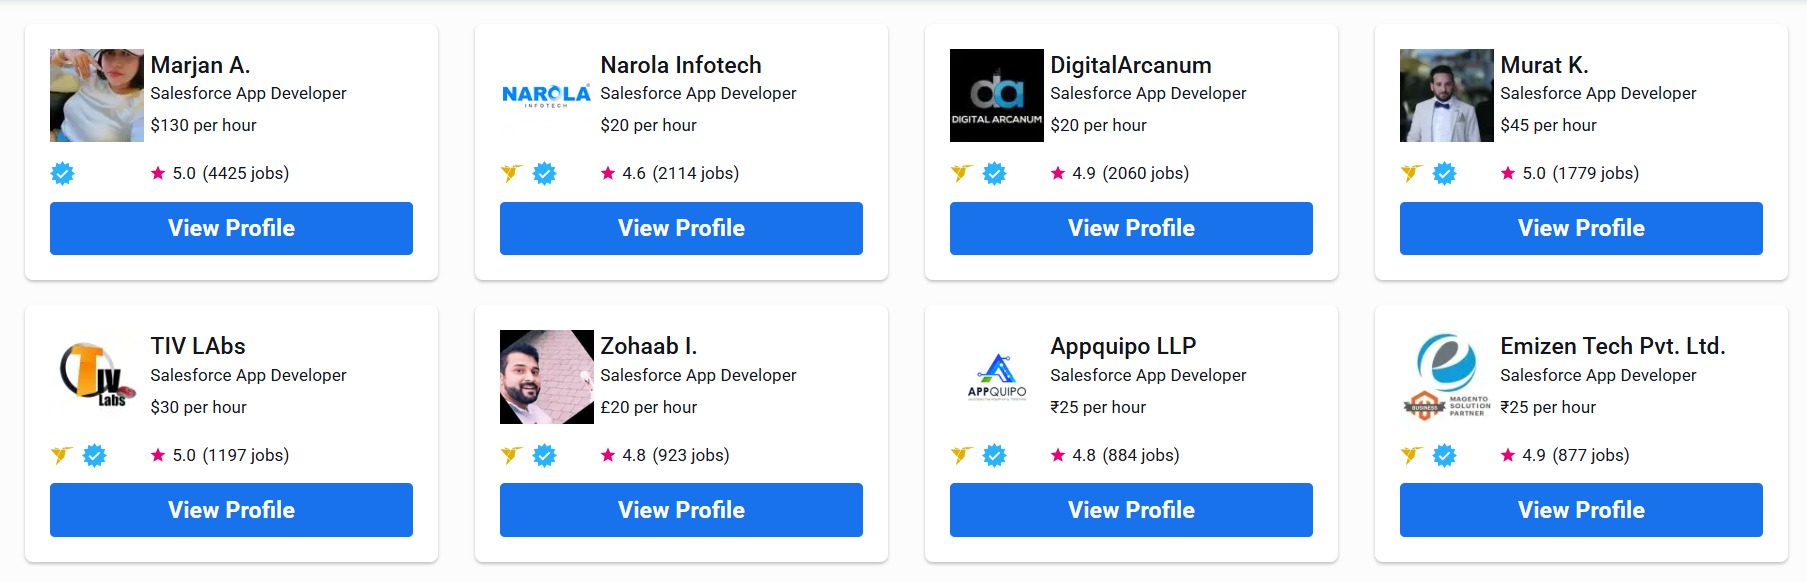 Marjan A.
Salesforce App Developer
$130 per hour
5.0 (4425 jobs)
View Profile
NAROLA
INFOTECH
Narola Infotech
Salesforce App Developer
$20 per hour
4.6 (2114 jobs)
View Profile
da
DIGITAL ARCANUM
DigitalArcanum
Salesforce App Developer
$20 per hour
4.9 (2060 jobs)
View Profile
Murat K.
Salesforce App Developer
$45 per hour
5.0 (1779 jobs)
View Profile
TIV
Labs
TIV LAbs
Salesforce App Developer
$30 per hour
5.0 (1197 jobs)
View Profile
Zohaab I.
Salesforce App Developer
£20 per hour
4.8 (923 jobs)
View Profile
APPQUIPO
Appquipo LLP
Salesforce App Developer
₹25 per hour
4.8 (884 jobs)
View Profile
BUSINESS
MAGENTO
SOLUTION
PARTNER
Emizen Tech Pvt. Ltd.
Salesforce App Developer
₹25 per hour
4.9 (877 jobs)
View Profile